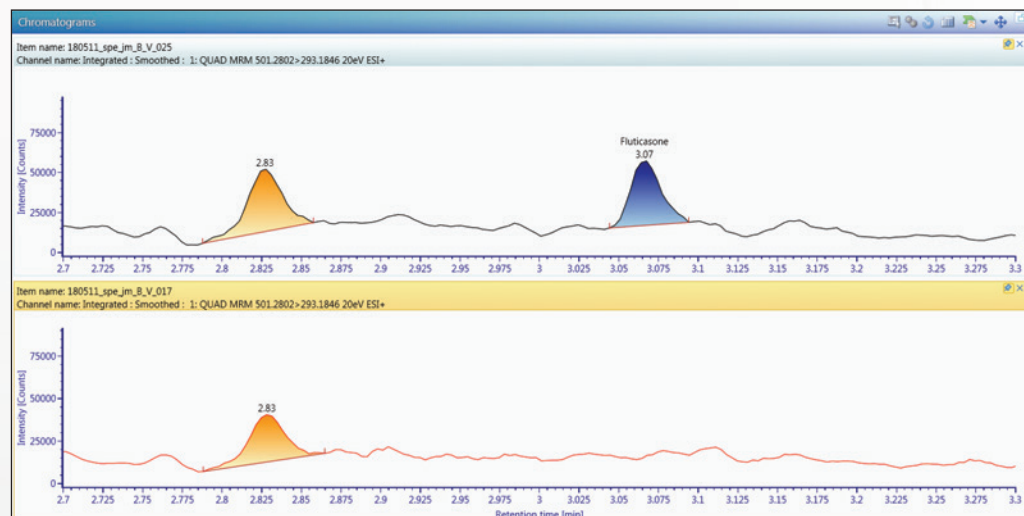 Chromatograms
Item name: 180511_spe_jm_B_V_025
Channel name: Integrated : Smoothed : 1: QUAD MRM 501.2802>293.1846 20eV ESI+
Intensity [Counts]
75000
50000
25000
0
2.83
Fluticasone
3.07
2.7 2.725 2.75 2.775 2.8 2.825 2.85 2.875 2.9 2.925 2.95 2.975 3 3.025 3.05 3.075 3.1 3.125 3.15 3.175 3.2 3.225 3.25 3.275 3.3
Item name: 180511_spe_jm_B_V_017
Channel name: Integrated : Smoothed : 1: QUAD MRM 501.2802>293.1846 20eV ESI+
Intensity [Counts]
75000
50000
25000
0
2.83
2.7 2.725 2.75 2.775 2.8 2.825 2.85 2.875 2.9 2.925 2.95 2.975 3 3.025 3.05 3.075 3.1 3.125 3.15 3.175 3.2 3.225 3.25 3.275 3.3
Retention time [min]